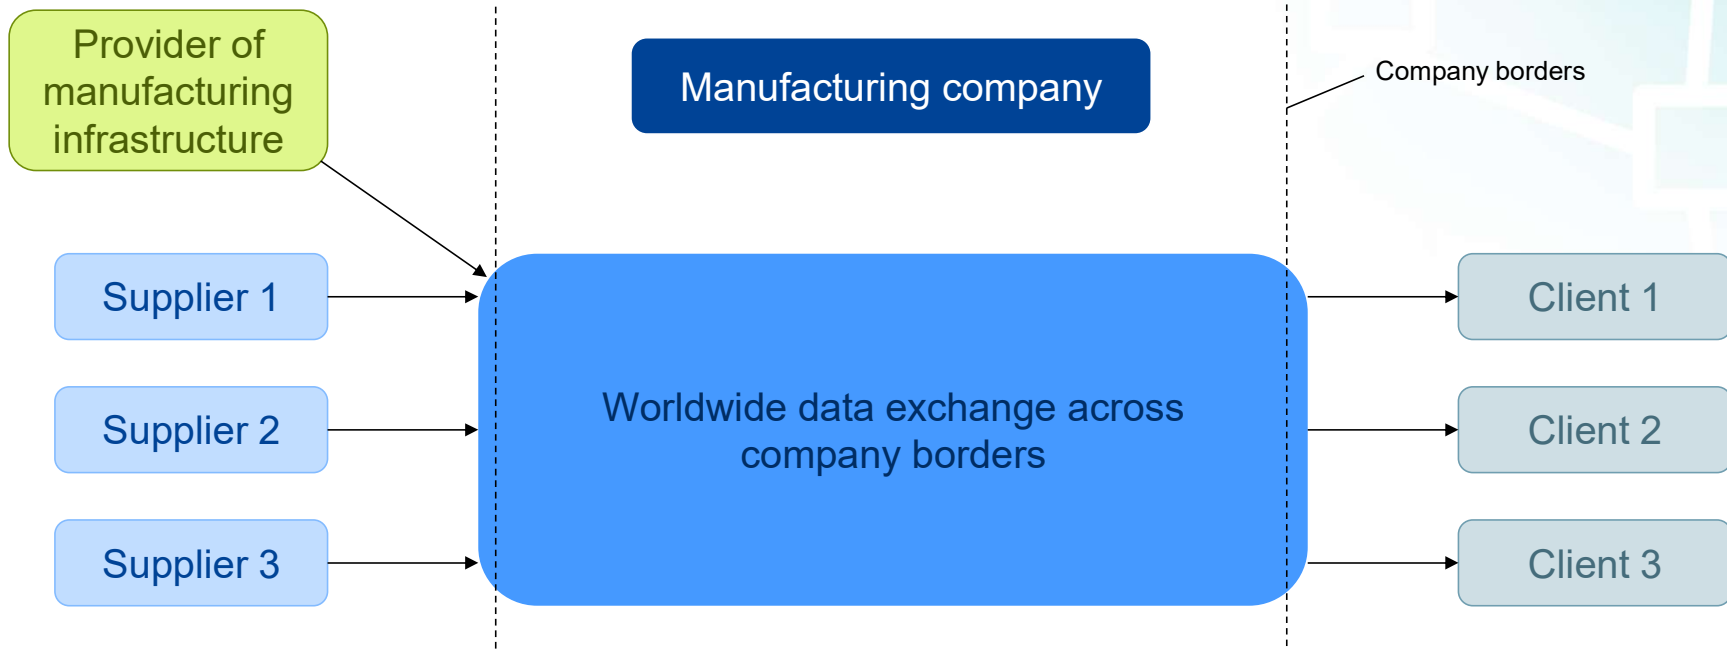 Provider of
manufacturing
infrastructure
Manufacturing company
Company borders
Supplier 1
Client 1
Worldwide data exchange across
company borders
Supplier 2
Client 2
Supplier 3
Client 3